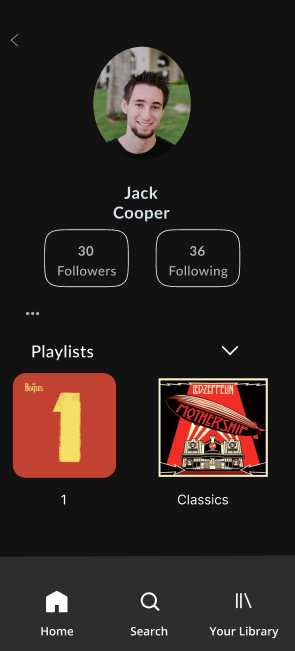 Jack
Cooper
30
36
Followers
Following
Playlists
THE
BEATLES
1
LED ZEPPELIN
MOTHERSHIP
1
Classics
Home
Search
Your Library